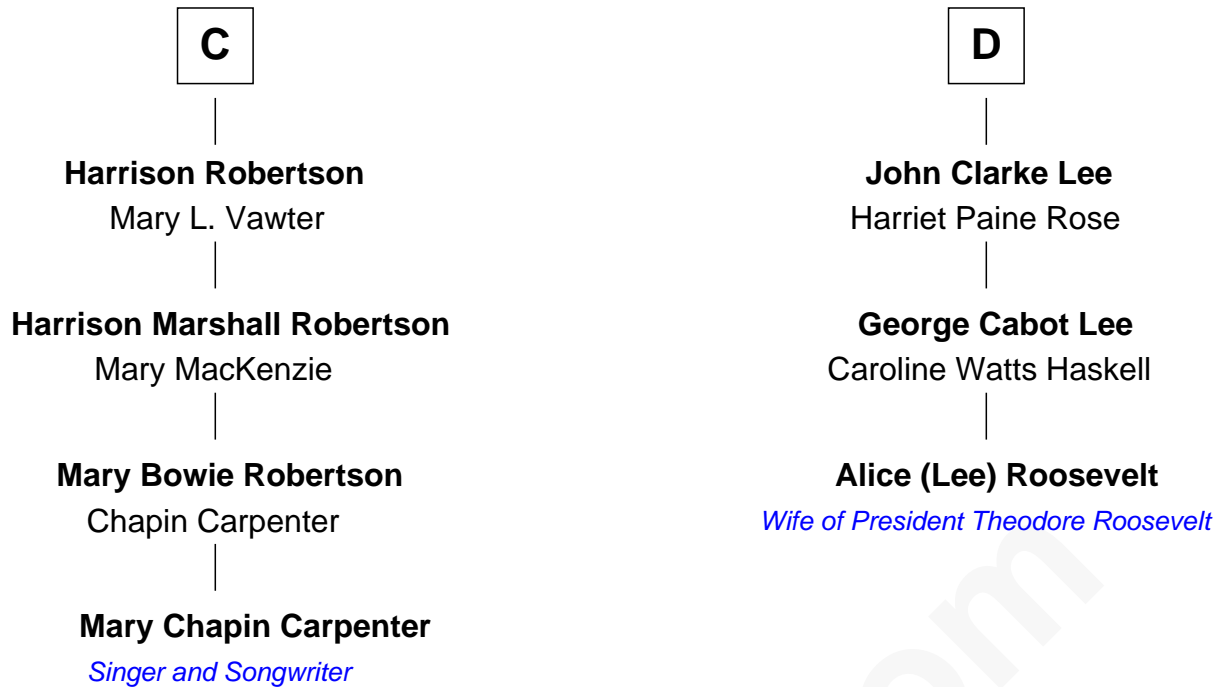 C
Harrison Robertson
Mary L. Vawter
Harrison Marshall Robertson
Mary MacKenzie
Mary Bowie Robertson
Chapin Carpenter
Mary Chapin Carpenter
Singer and Songwriter
D
John Clarke Lee
Harriet Paine Rose
George Cabot Lee
Caroline Watts Haskell
Alice (Lee) Roosevelt
Wife of President Theodore Roosevelt
om